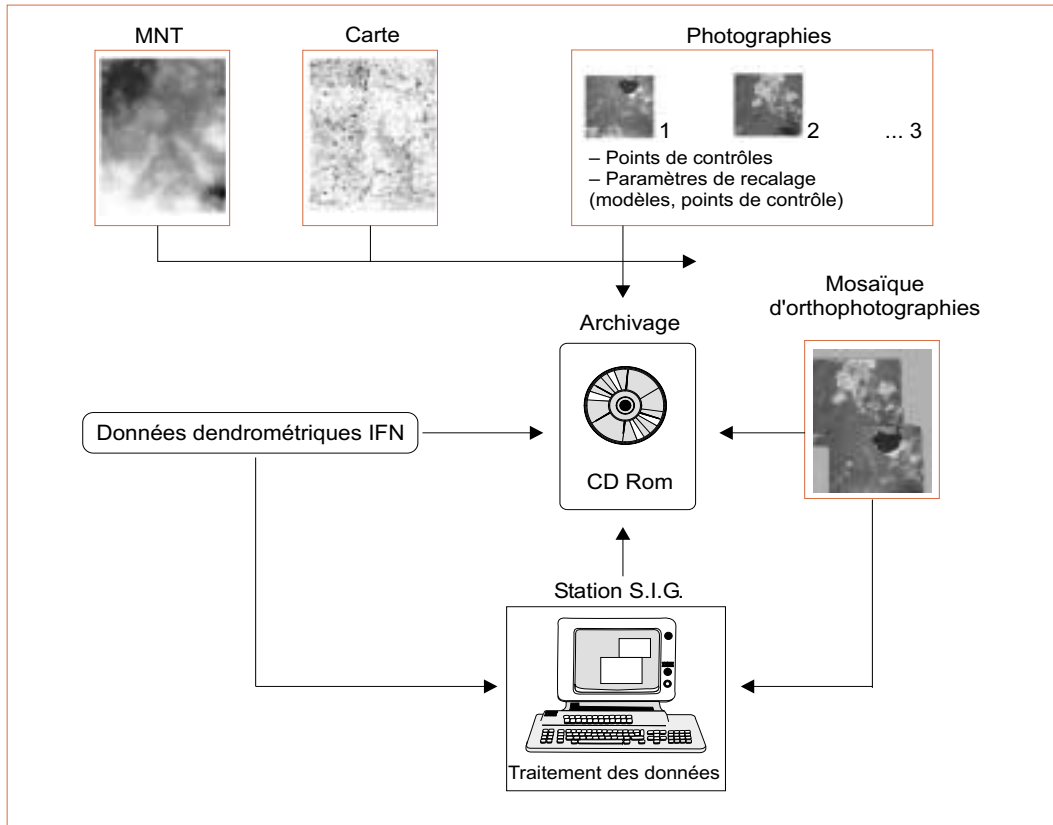 MNT
Carte
Photographies
1
2
... 3
– Points de contrôles
– Paramètres de recalage
(modèles, points de contrôle)
Mosaïque
d'orthophotographies
Archivage
Données dendrométriques IFN
CD Rom
Station S.I.G.
Traitement des données